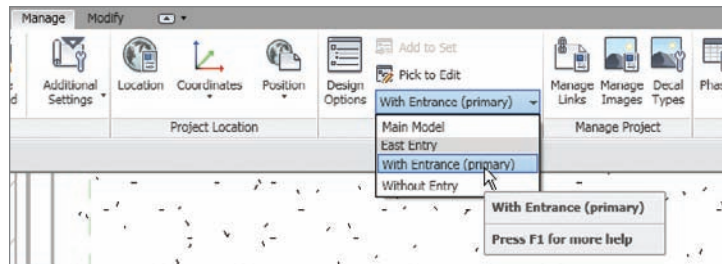 Manage Modify
Additional Settings
Location Coordinates Position
Design Options
Add to Set
Pick to Edit
With Entrance (primary)
Manage Links
Manage Images
Decal Types
Phas
d
Project Location
Manage Project
Main Model
East Entry
With Entrance (primary)
Without Entry
With Entrance (primary)
Press F1 for more help